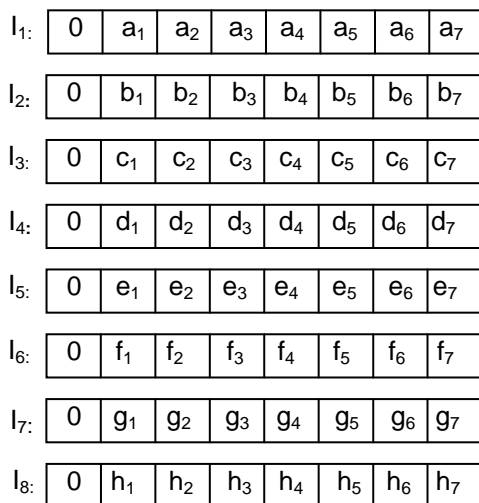 I₁: 0 a₁ a₂ a₃ a₄ a₅ a₆ a₇
I₂: 0 b₁ b₂ b₃ b₄ b₅ b₆ b₇
I₃: 0 c₁ c₂ c₃ c₄ c₅ c₆ c₇
I₄: 0 d₁ d₂ d₃ d₄ d₅ d₆ d₇
I₅: 0 e₁ e₂ e₃ e₄ e₅ e₆ e₇
I₆: 0 f₁ f₂ f₃ f₄ f₅ f₆ f₇
I₇: 0 g₁ g₂ g₃ g₄ g₅ g₆ g₇
I₈: 0 h₁ h₂ h₃ h₄ h₅ h₆ h₇